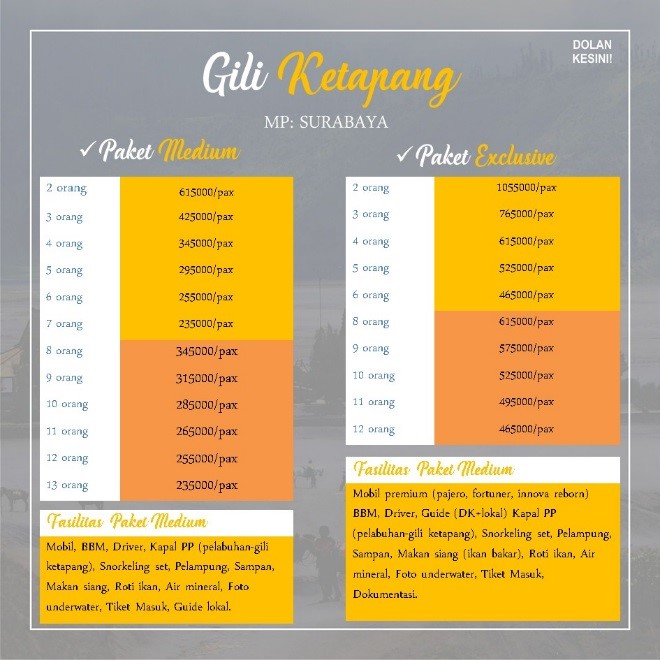 DOLAN
KESINI!
Gili Ketapang
MP: SURABAYA
✓ Paket Medium
2 orang 615000/pax
3 orang 425000/pax
4 orang 345000/pax
5 orang 295000/pax
6 orang 255000/pax
7 orang 235000/pax
8 orang 345000/pax
9 orang 315000/pax
10 orang 285000/pax
11 orang 265000/pax
12 orang 255000/pax
13 orang 235000/pax
Fasilitas Paket Medium
Mobil, BBM, Driver, Kapal PP (pelabuhan-gili
ketapang), Snorkeling set, Pelampung, Sampan,
Makan siang, Roti ikan, Air mineral, Foto
underwater, Tiket Masuk, Guide lokal.
✓ Paket Exclusive
2 orang 1055000/pax
3 orang 765000/pax
4 orang 615000/pax
5 orang 525000/pax
6 orang 465000/pax
8 orang 615000/pax
9 orang 575000/pax
10 orang 525000/pax
11 orang 495000/pax
12 orang 465000/pax
Fasilitas Paket Medium
Mobil premium (pajero, fortuner, innova reborn)
BBM, Driver, Guide (DK+lokal) Kapal PP
(pelabuhan-gili ketapang), Snorkeling set, Pelampung,
Sampan, Makan siang (ikan bakar), Roti ikan, Air
mineral, Foto underwater, Tiket Masuk,
Dokumentasi.